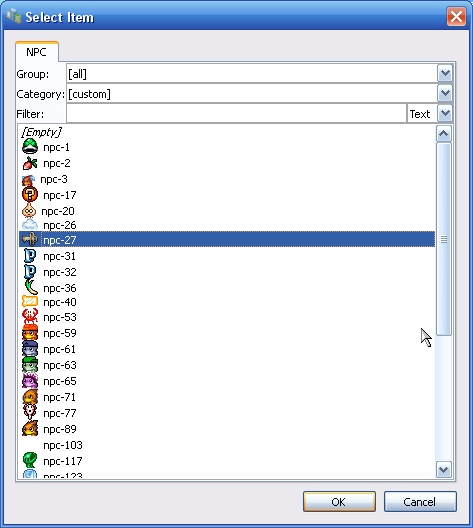 Select Item
NPC
Group: [all]
Category: [custom]
Filter: Text
[Empty]
npc-1
npc-2
npc-3
npc-17
npc-20
npc-26
npc-27
npc-31
npc-32
npc-36
npc-40
npc-53
npc-59
npc-61
npc-63
npc-65
npc-71
npc-77
npc-89
npc-103
npc-117
npc-123
OK Cancel